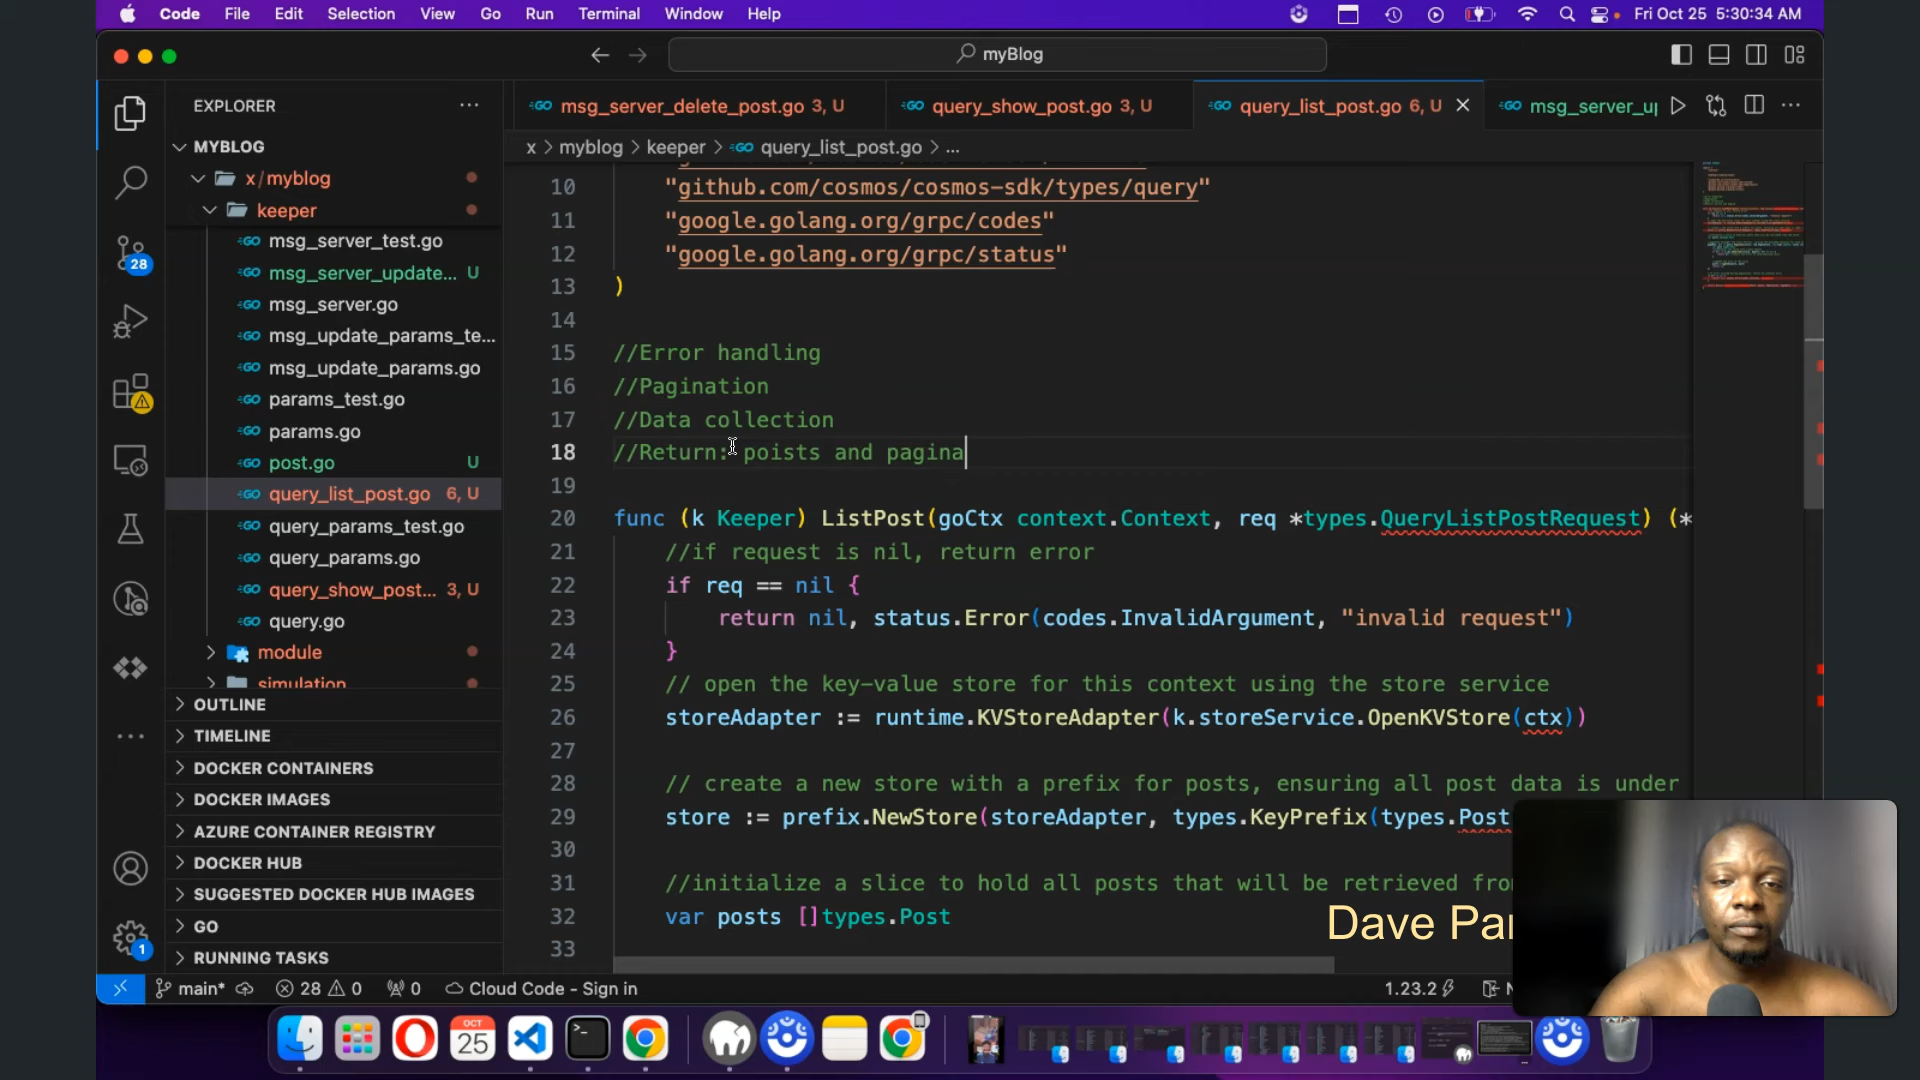 Code File Edit Selection View Go Run Terminal Window Help Fri Oct 25 5:30:34 AM
myBlog
EXPLORER
msg_server_delete_post.go 3, U
query_show_post.go 3, U
query_list_post.go 6, U
msg_server_up
x > myblog > keeper > query_list_post.go > ...
MYBLOG
x / myblog
keeper
msg_server_test.go
msg_server_update... U
msg_server.go
msg_update_params_te...
msg_update_params.go
params_test.go
params.go
post.go U
query_list_post.go 6, U
query_params_test.go
query_params.go
query_show_post... 3, U
query.go
module
simulation
OUTLINE
TIMELINE
DOCKER CONTAINERS
DOCKER IMAGES
AZURE CONTAINER REGISTRY
DOCKER HUB
SUGGESTED DOCKER HUB IMAGES
GO
RUNNING TASKS
28
1
10 "github.com/cosmos/cosmos-sdk/types/query"
11 "google.golang.org/grpc/codes"
12 "google.golang.org/grpc/status"
13 )
14
15 //Error handling
16 //Pagination
17 //Data collection
18 //Return: poists and pagina
19
20 func (k Keeper) ListPost(goCtx context.Context, req *types.QueryListPostRequest) (*
21 //if request is nil, return error
22 if req == nil {
23 return nil, status.Error(codes.InvalidArgument, "invalid request")
24 }
25 // open the key-value store for this context using the store service
26 storeAdapter := runtime.KVStoreAdapter(k.storeService.OpenKVStore(ctx))
27
28 // create a new store with a prefix for posts, ensuring all post data is under
29 store := prefix.NewStore(storeAdapter, types.KeyPrefix(types.Post
30
31 //initialize a slice to hold all posts that will be retrieved fro
32 var posts []types.Post
33
Dave Par
main* 28 0 0 Cloud Code - Sign in 1.23.2
OCT
25